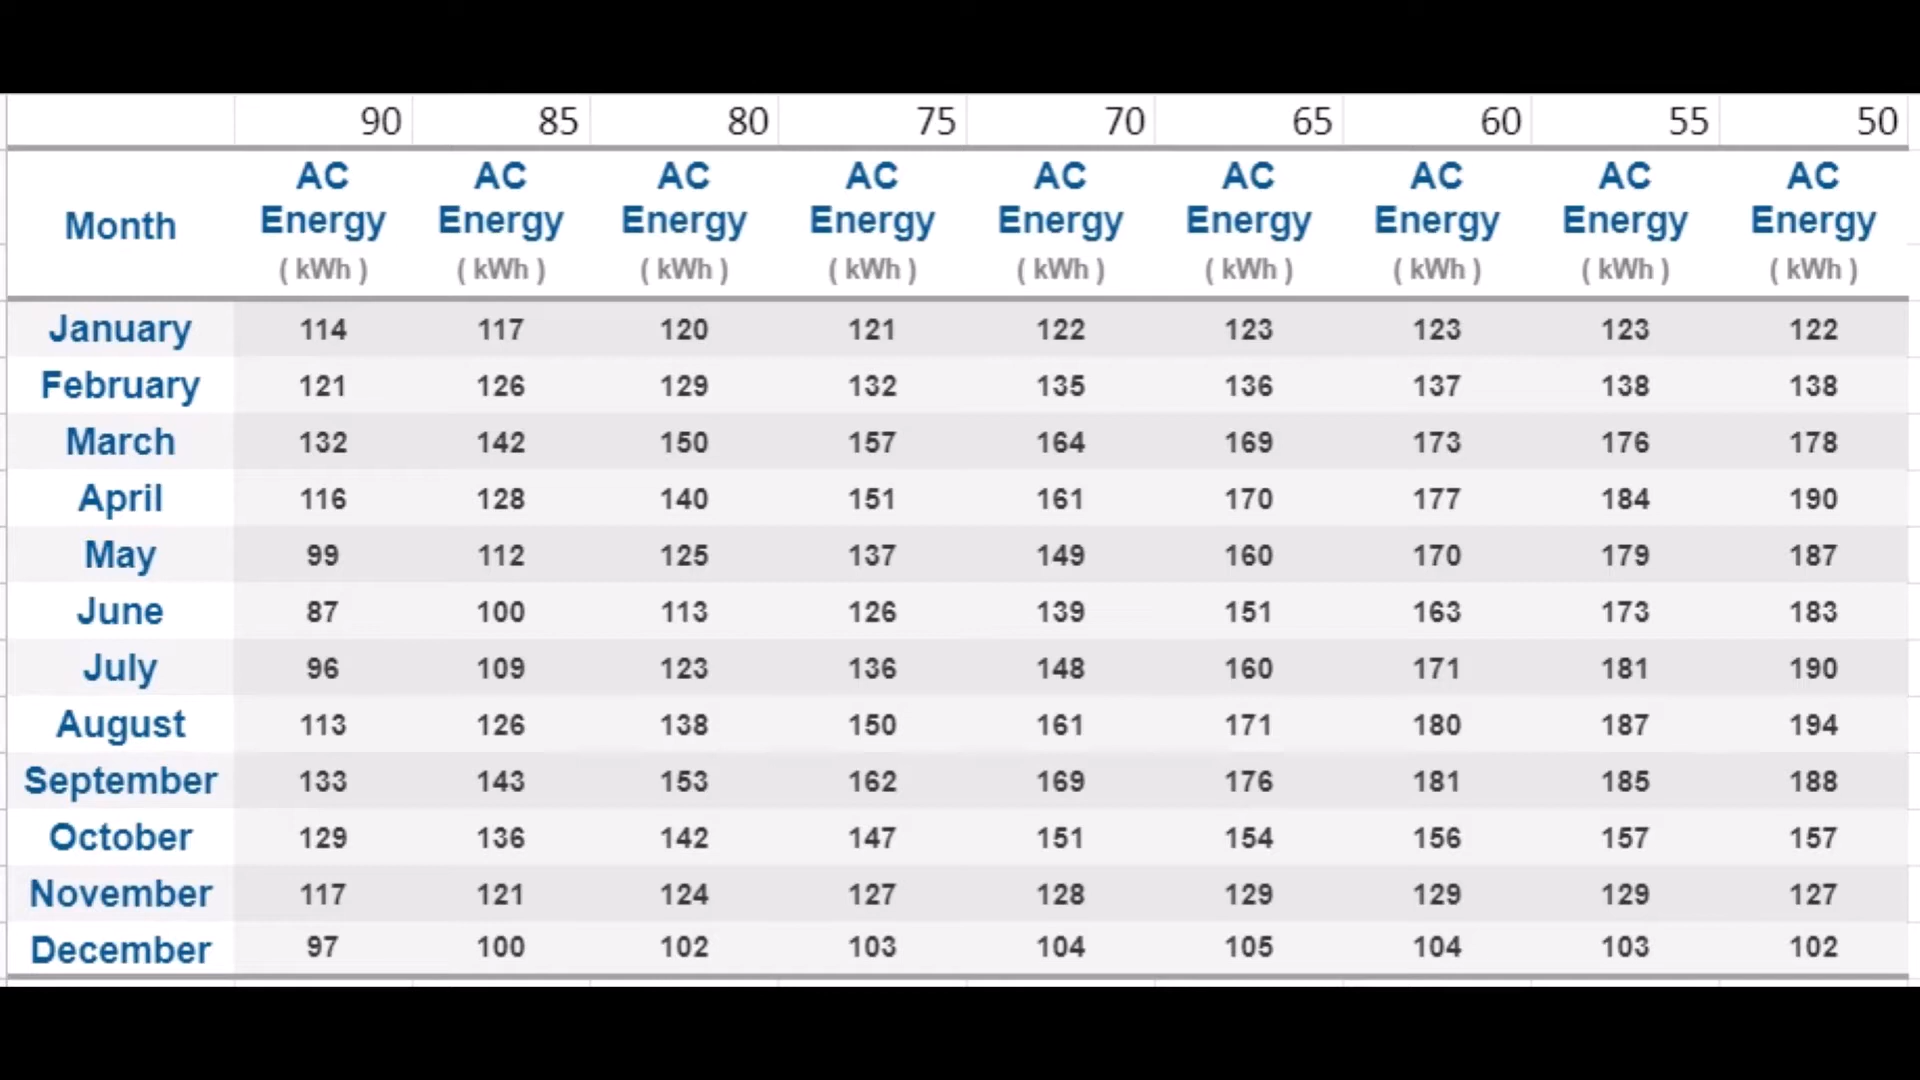 90 85 80 75 70 65 60 55 50
Month AC Energy AC Energy AC Energy AC Energy AC Energy AC Energy AC Energy AC Energy AC Energy
( kWh ) ( kWh ) ( kWh ) ( kWh ) ( kWh ) ( kWh ) ( kWh ) ( kWh ) ( kWh )
January 114 117 120 121 122 123 123 123 122
February 121 126 129 132 135 136 137 138 138
March 132 142 150 157 164 169 173 176 178
April 116 128 140 151 161 170 177 184 190
May 99 112 125 137 149 160 170 179 187
June 87 100 113 126 139 151 163 173 183
July 96 109 123 136 148 160 171 181 190
August 113 126 138 150 161 171 180 187 194
September 133 143 153 162 169 176 181 185 188
October 129 136 142 147 151 154 156 157 157
November 117 121 124 127 128 129 129 129 127
December 97 100 102 103 104 105 104 103 102